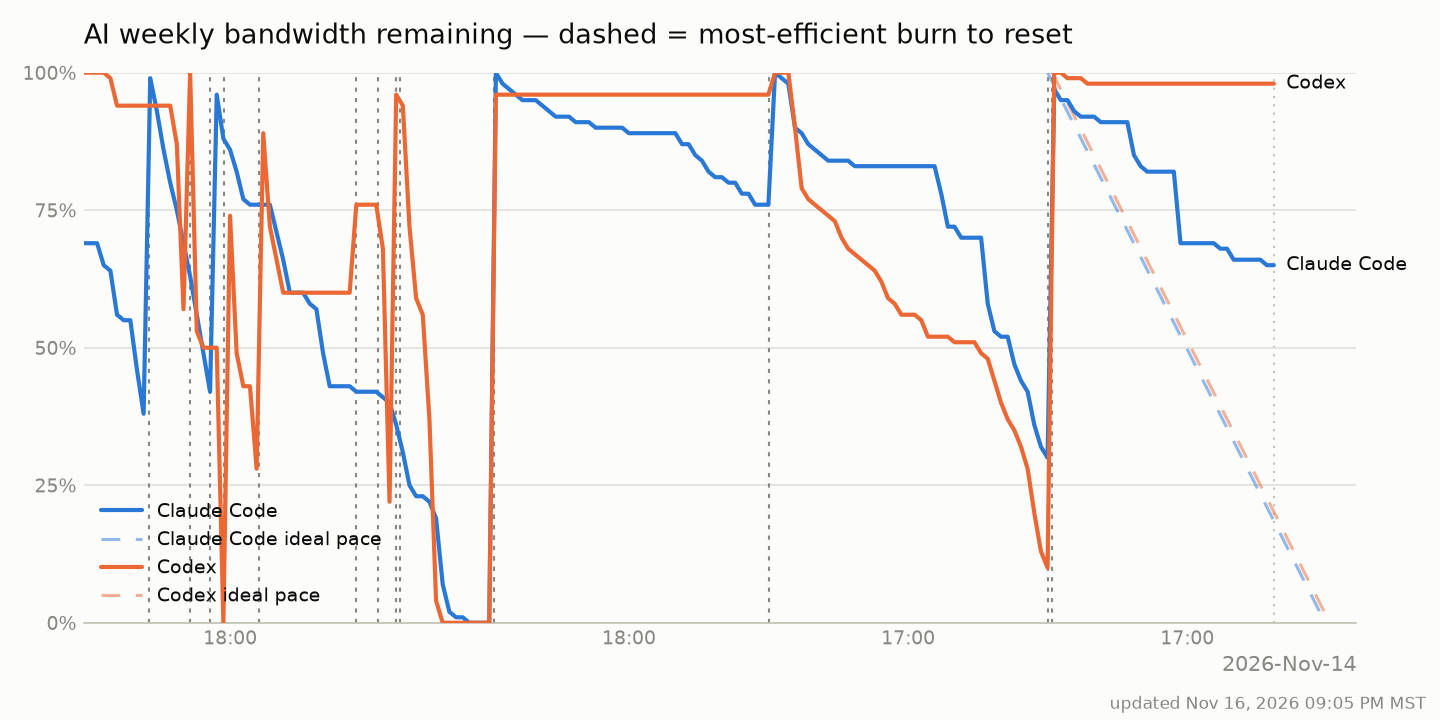 AI weekly bandwidth remaining — dashed = most-efficient burn to reset
100%
75%
50%
25%
0%
Codex
Claude Code
Claude Code
Claude Code ideal pace
Codex
Codex ideal pace
18:00
18:00
17:00
17:00
2026-Nov-14
updated Nov 16, 2026 09:05 PM MST